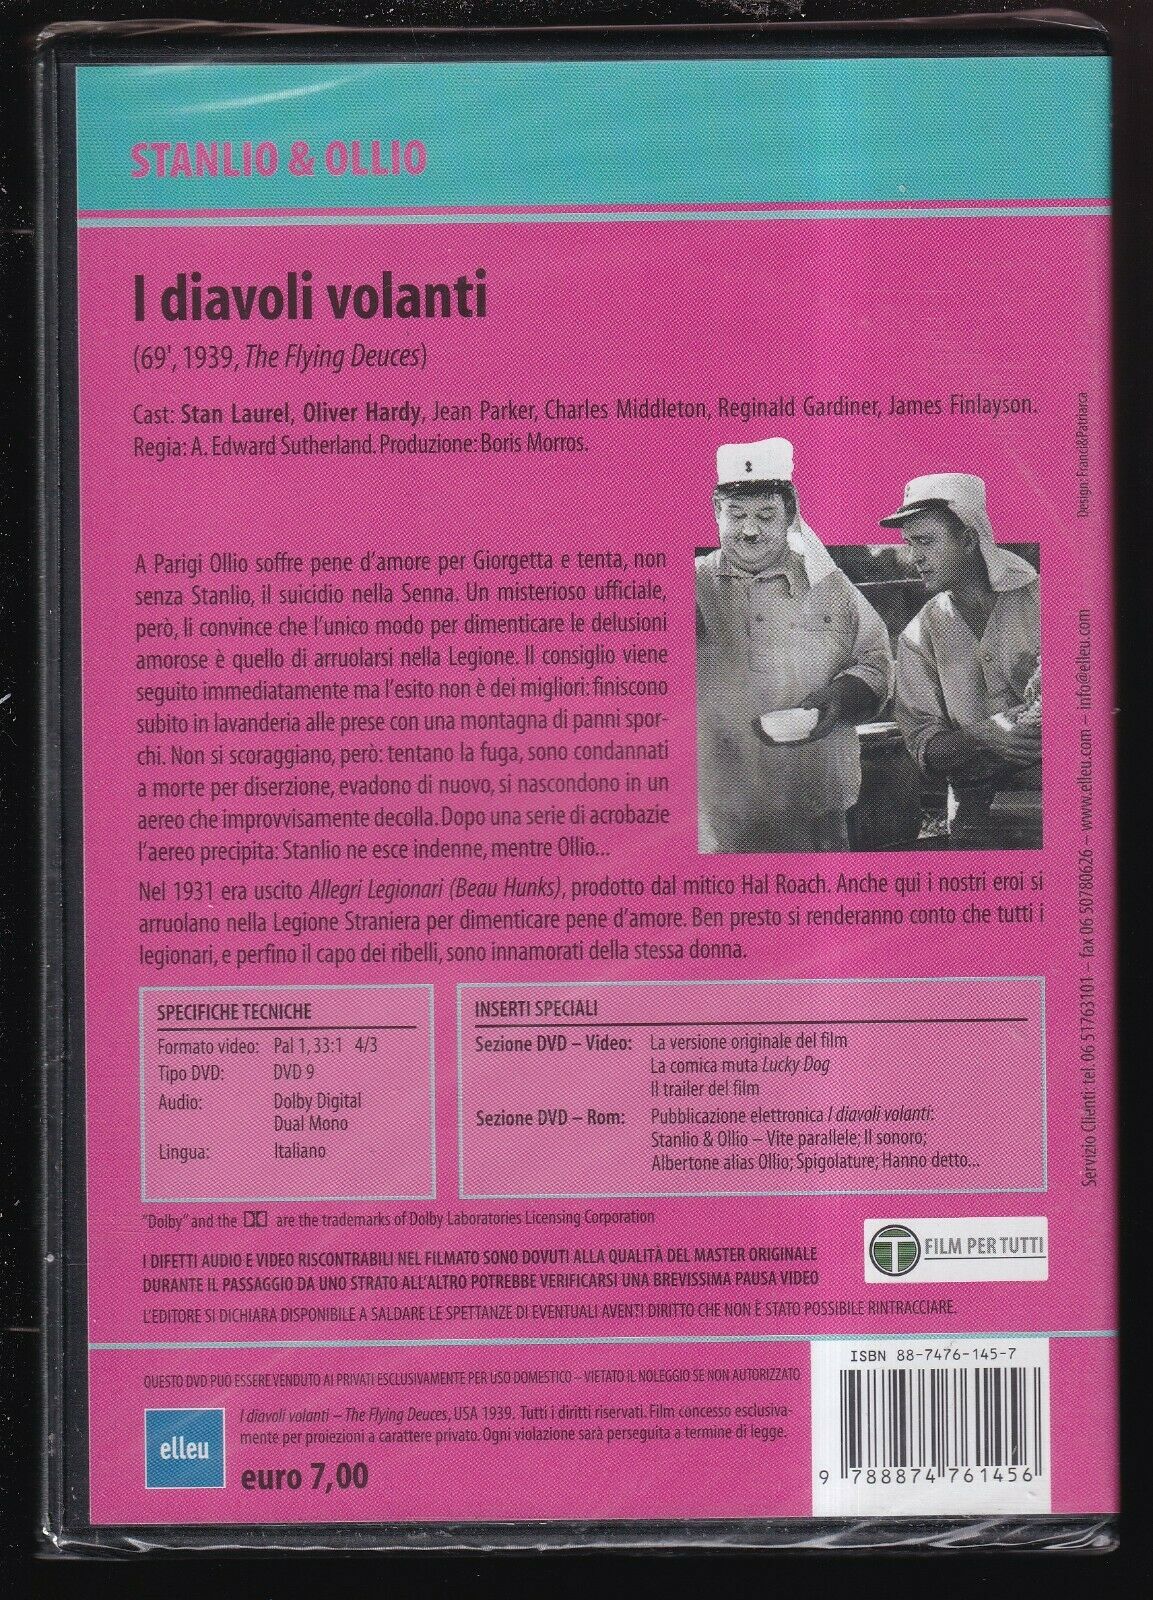 STANLIO & OLLIO
I diavoli volanti
(69', 1939, The Flying Deuces)
Cast: Stan Laurel, Oliver Hardy, Jean Parker, Charles Middleton, Reginald Gardiner, James Finlayson.
Regia: A. Edward Sutherland. Produzione: Boris Morros.
A Parigi Ollio soffre pene d'amore per Giorgetta e tenta, non
senza Stanlio, il suicidio nella Senna. Un misterioso ufficiale,
però, li convince che l'unico modo per dimenticare le delusioni
amorose è quello di arruolarsi nella Legione. Il consiglio viene
seguito immediatamente ma l'esito non è dei migliori: finiscono
subito in lavanderia alle prese con una montagna di panni spor-
chi. Non si scoraggiano, però: tentano la fuga, sono condannati
a morte per diserzione, evadono di nuovo, si nascondono in un
aereo che improvvisamente decolla. Dopo una serie di acrobazie
l'aereo precipita: Stanlio ne esce indenne, mentre Ollio...
Nel 1931 era uscito Allegri Legionari (Beau Hunks), prodotto dal mitico Hal Roach. Anche qui i nostri eroi si
arruolano nella Legione Straniera per dimenticare pene d'amore. Ben presto si renderanno conto che tutti i
legionari, e perfino il capo dei ribelli, sono innamorati della stessa donna.
SPECIFICHE TECNICHE
Formato video: Pal 1,33:1 4/3
Tipo DVD: DVD 9
Audio: Dolby Digital
Dual Mono
Lingua: Italiano
INSERTI SPECIALI
Sezione DVD – Video: La versione originale del film
La comica muta Lucky Dog
Il trailer del film
Sezione DVD – Rom: Pubblicazione elettronica I diavoli volanti:
Stanlio & Ollio – Vite parallele; Il sonoro;
Albertone alias Ollio; Spigolature; Hanno detto...
"Dolby" and the are the trademarks of Dolby Laboratories Licensing Corporation
I DIFETTI AUDIO E VIDEO RISCONTRABILI NEL FILMATO SONO DOVUTI ALLA QUALITÀ DEL MASTER ORIGINALE
DURANTE IL PASSAGGIO DA UNO STRATO ALL'ALTRO POTREBBE VERIFICARSI UNA BREVISSIMA PAUSA VIDEO
L'EDITORE SI DICHIARA DISPONIBILE A SALDARE LE SPETTANZE DI EVENTUALI AVENTI DIRITTO CHE NON È STATO POSSIBILE RINTRACCIARE.
T FILM PER TUTTI
QUESTO DVD PUÒ ESSERE VENDUTO AI PRIVATI ESCLUSIVAMENTE PER USO DOMESTICO – VIETATO IL NOLEGGIO SE NON AUTORIZZATO
elleu
I diavoli volanti – The Flying Deuces, USA 1939. Tutti i diritti riservati. Film concesso esclusiva-
mente per proiezioni a carattere privato. Ogni violazione sarà perseguita a termine di legge.
euro 7,00
ISBN 88-7476-145-7
9 788874 761456
Design: Franci&Patriarca
Servizio Clienti: tel. 06 51763101 – fax 06 50780626 – www.elleu.com – info@elleu.com